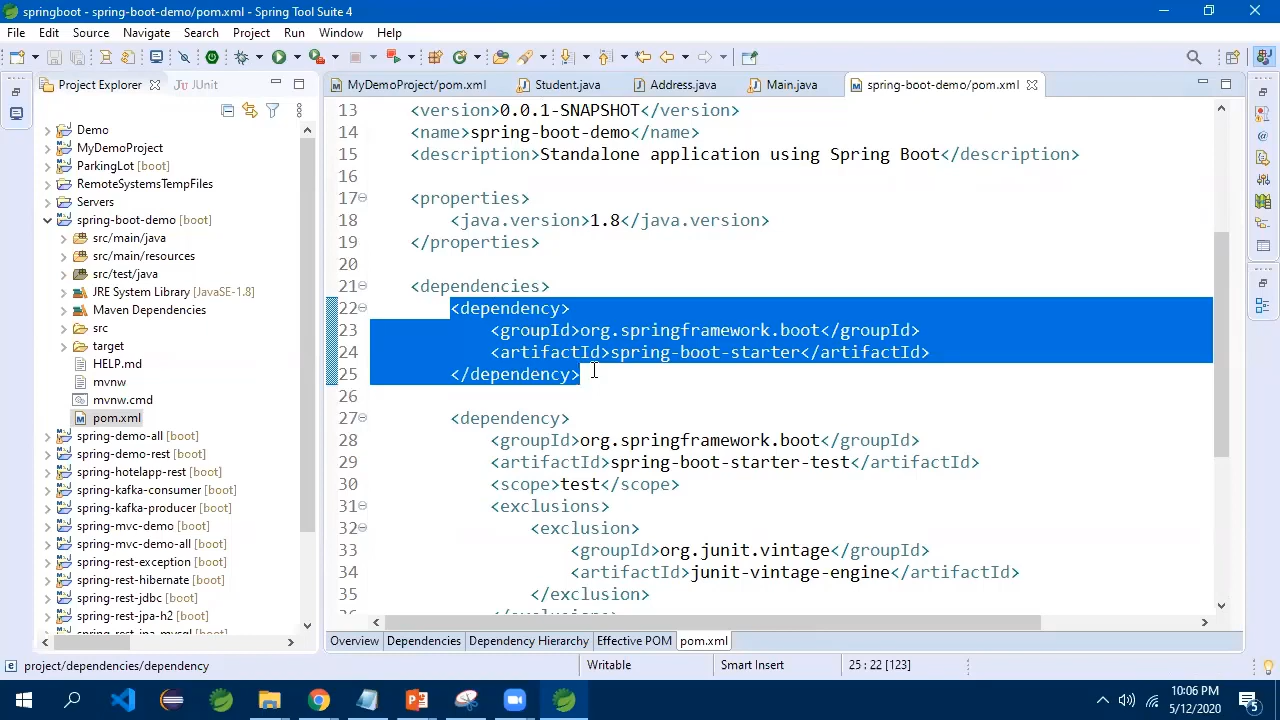 springboot - spring-boot-demo/pom.xml - Spring Tool Suite 4
File Edit Source Navigate Search Project Run Window Help
Project Explorer
JUnit
MyDemoProject/pom.xml
Student.java
Address.java
Main.java
spring-boot-demo/pom.xml
Demo
MyDemoProject
ParkingLot [boot]
RemoteSystemsTempFiles
Servers
spring-boot-demo [boot]
src/main/java
src/main/resources
src/test/java
JRE System Library [JavaSE-1.8]
Maven Dependencies
src
target
HELP.md
mvnw
mvnw.cmd
pom.xml
spring-demo-all [boot]
spring-demo-rest [boot]
spring-hotelapp-rest [boot]
spring-kafka-consumer [boot]
spring-kafka-producer [boot]
spring-mvc-demo [boot]
spring-mvc-demo-all [boot]
spring-rest-exception [boot]
spring-rest-hibernate [boot]
spring-rest-jdbc [boot]
spring-rest-jpa-h2 [boot]
spring-rest-jpa-mysql [boot]
13 <version>0.0.1-SNAPSHOT</version>
14 <name>spring-boot-demo</name>
15 <description>Standalone application using Spring Boot</description>
16
17 <properties>
18 <java.version>1.8</java.version>
19 </properties>
20
21 <dependencies>
22 <dependency>
23 <groupId>org.springframework.boot</groupId>
24 <artifactId>spring-boot-starter</artifactId>
25 </dependency>
26
27 <dependency>
28 <groupId>org.springframework.boot</groupId>
29 <artifactId>spring-boot-starter-test</artifactId>
30 <scope>test</scope>
31 <exclusions>
32 <exclusion>
33 <groupId>org.junit.vintage</groupId>
34 <artifactId>junit-vintage-engine</artifactId>
35 </exclusion>
36 </exclusions>
Overview Dependencies Dependency Hierarchy Effective POM pom.xml
project/dependencies/dependency
Writable
Smart Insert
25 : 22 [123]
10:06 PM
5/12/2020
5